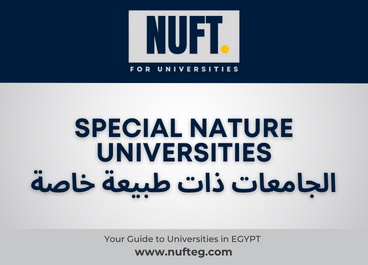 NUFT.
FOR UNIVERSITIES
SPECIAL NATURE
UNIVERSITIES
الجامعات ذات طبيعة خاصة
Your Guide to Universities in EGYPT
www.nufteg.com